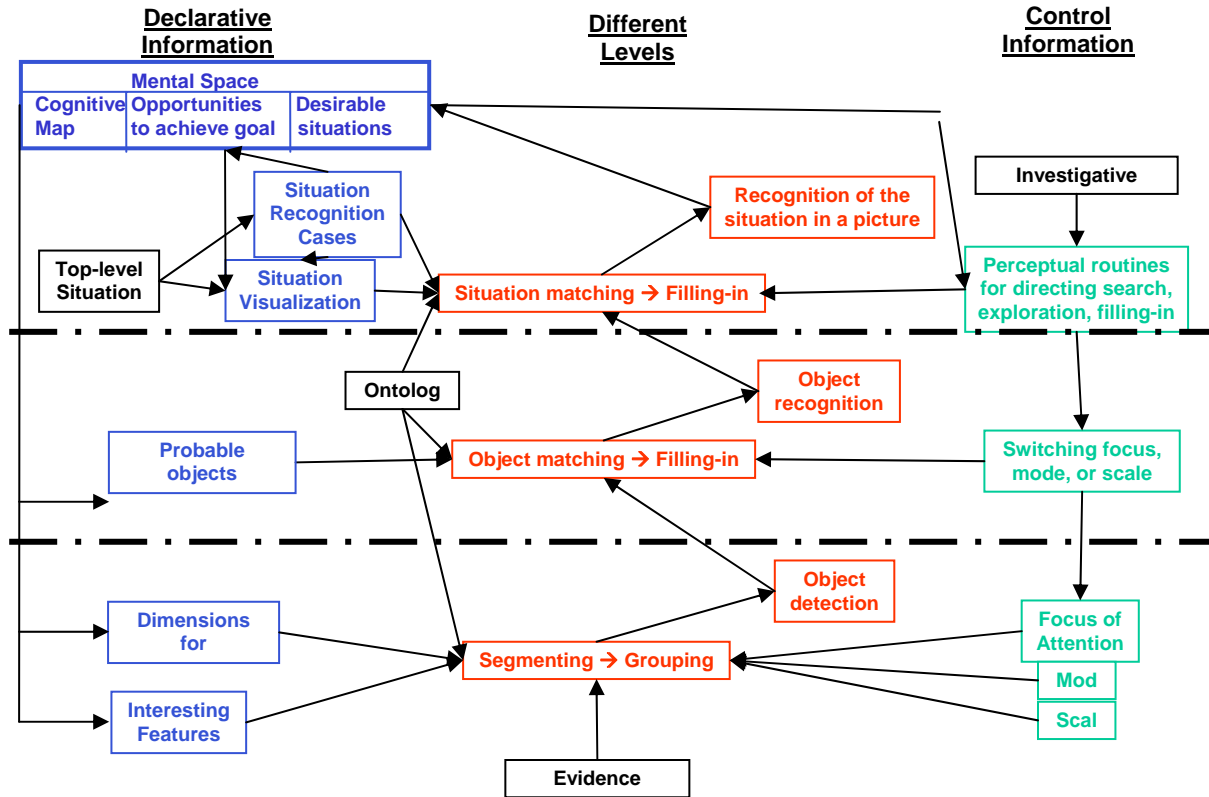 Declarative
Information
Different
Levels
Control
Information
Mental Space
Cognitive
Map
Opportunities
to achieve goal
Desirable
situations
Situation
Recognition
Cases
Top-level
Situation
Situation
Visualization
Situation matching → Filling-in
Recognition of the
situation in a picture
Investigative
Perceptual routines
for directing search,
exploration, filling-in
Ontolog
Object
recognition
Probable
objects
Object matching → Filling-in
Switching focus,
mode, or scale
Object
detection
Dimensions
for
Segmenting → Grouping
Focus of
Attention
Mod
Scal
Interesting
Features
Evidence